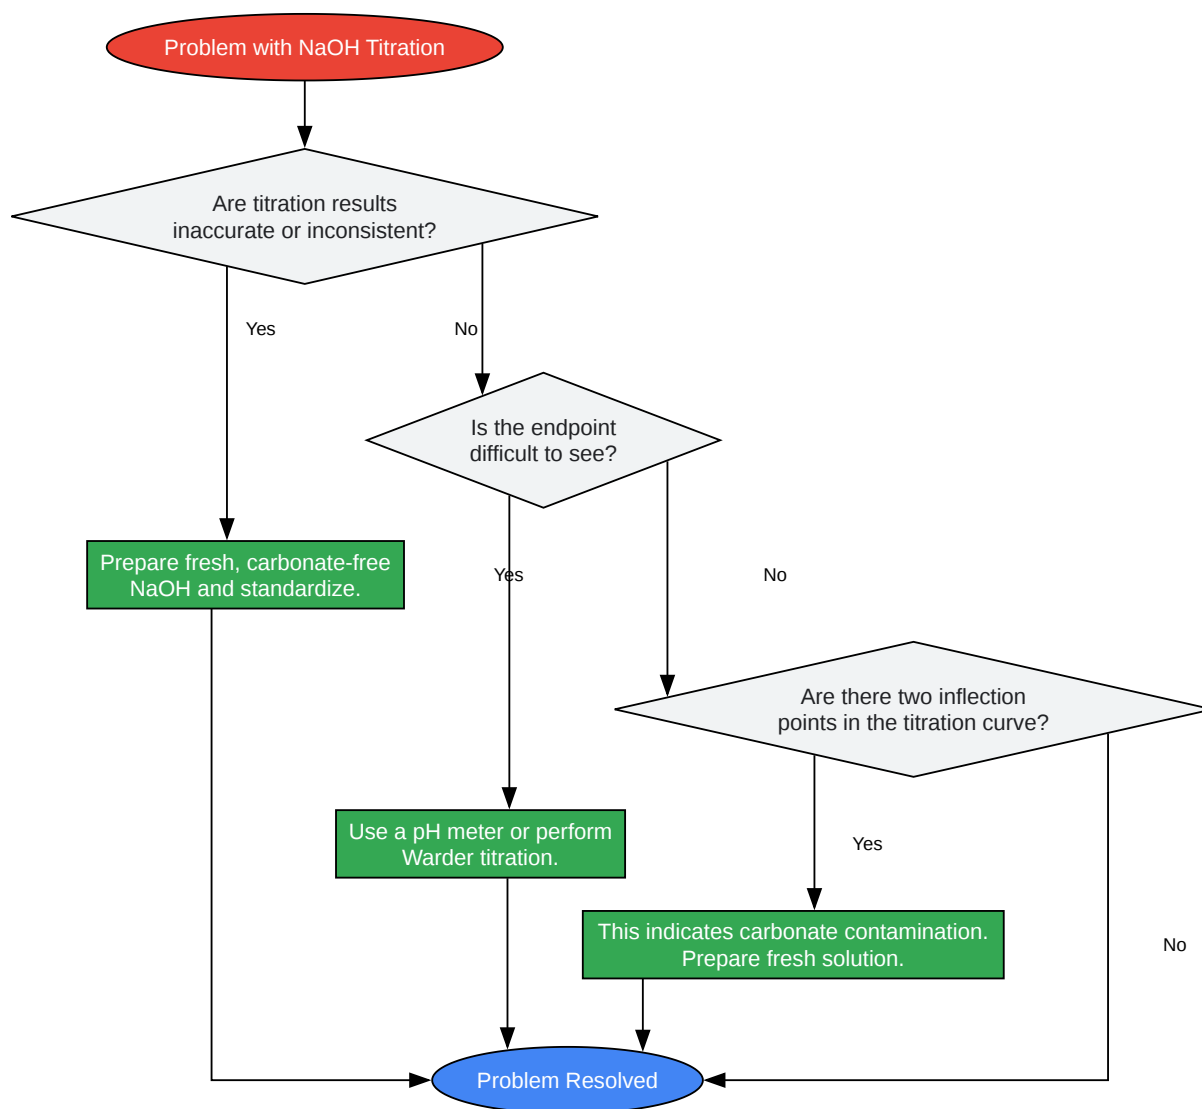 Problem with NaOH Titration
Are titration results
inaccurate or inconsistent?
Yes
No
Is the endpoint
difficult to see?
Prepare fresh, carbonate-free
NaOH and standardize.
Yes
No
Are there two inflection
points in the titration curve?
Use a pH meter or perform
Warder titration.
Yes
This indicates carbonate contamination.
Prepare fresh solution.
No
Problem Resolved